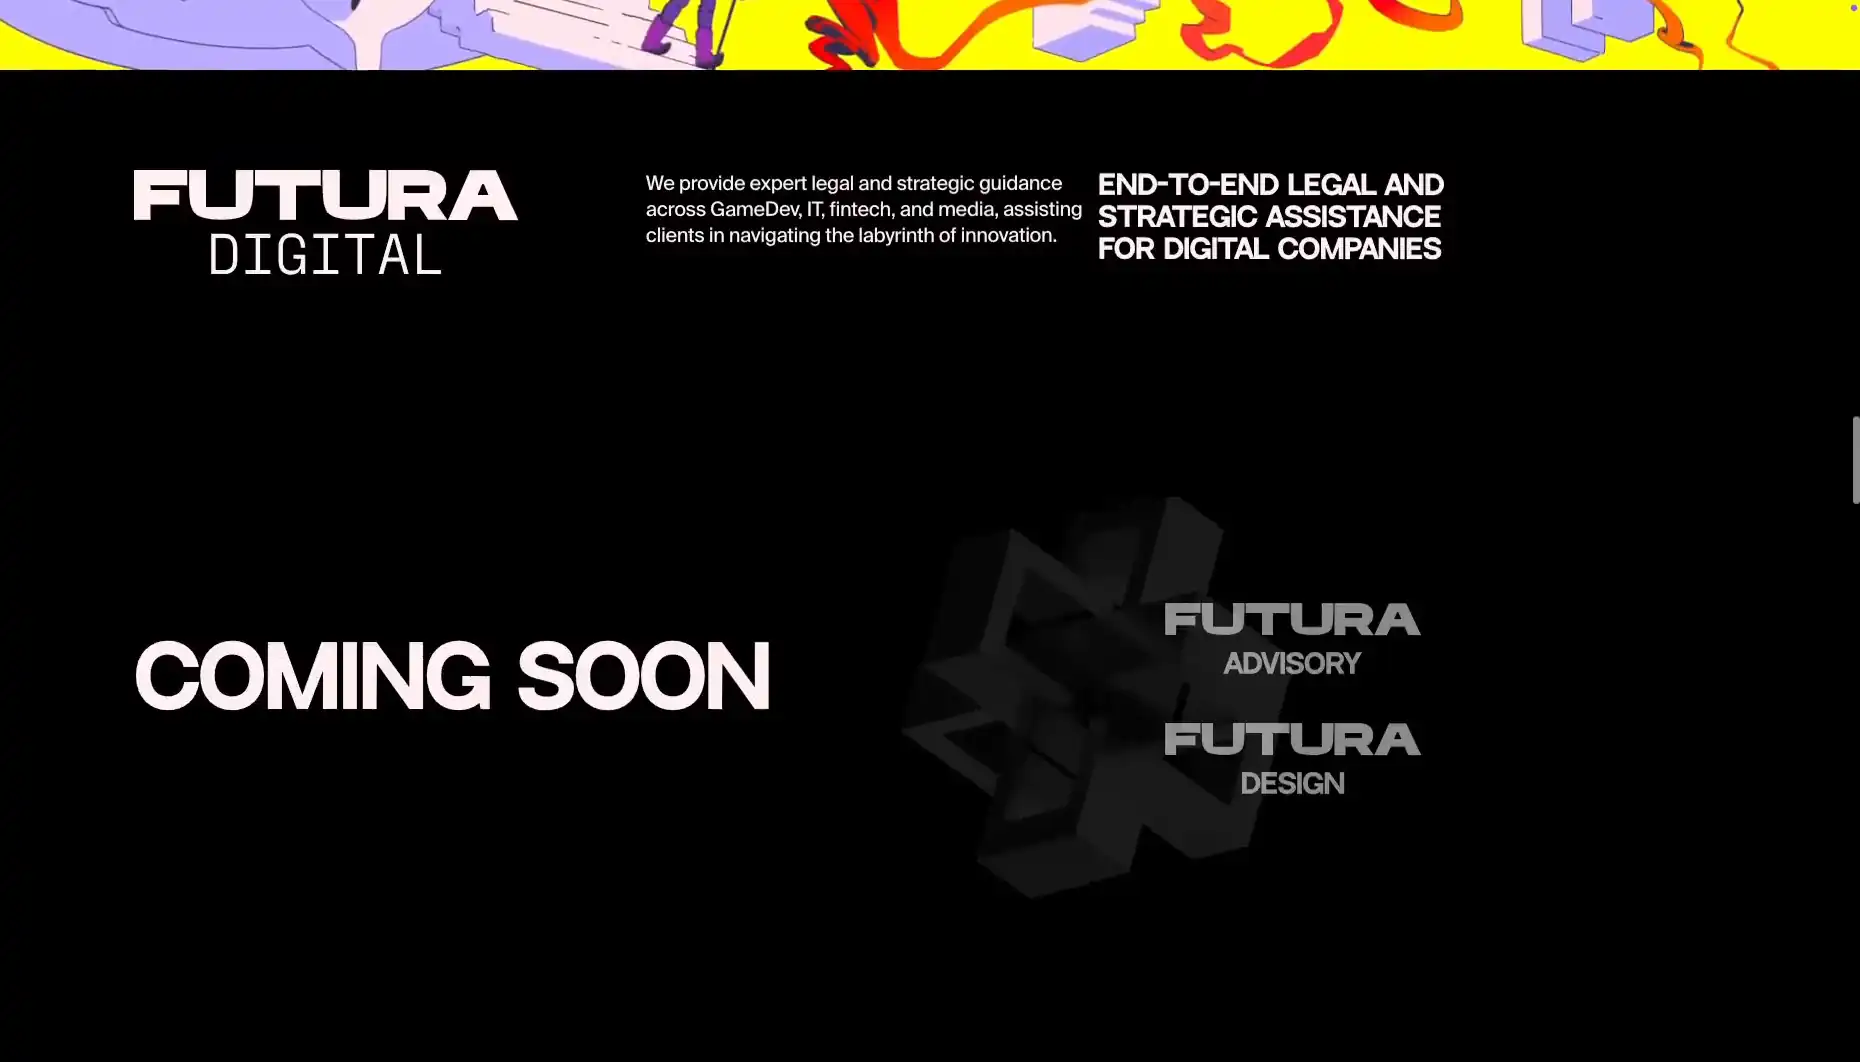 FUTURA
DIGITAL
We provide expert legal and strategic guidance
across GameDev, IT, fintech, and media, assisting
clients in navigating the labyrinth of innovation.
END-TO-END LEGAL AND
STRATEGIC ASSISTANCE
FOR DIGITAL COMPANIES
COMING SOON
FUTURA
ADVISORY
FUTURA
DESIGN